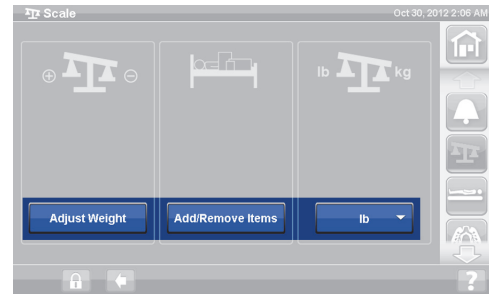 Scale
Oct 30, 2012 2:06 AM
lb kg
Adjust Weight
Add/Remove Items
lb
?